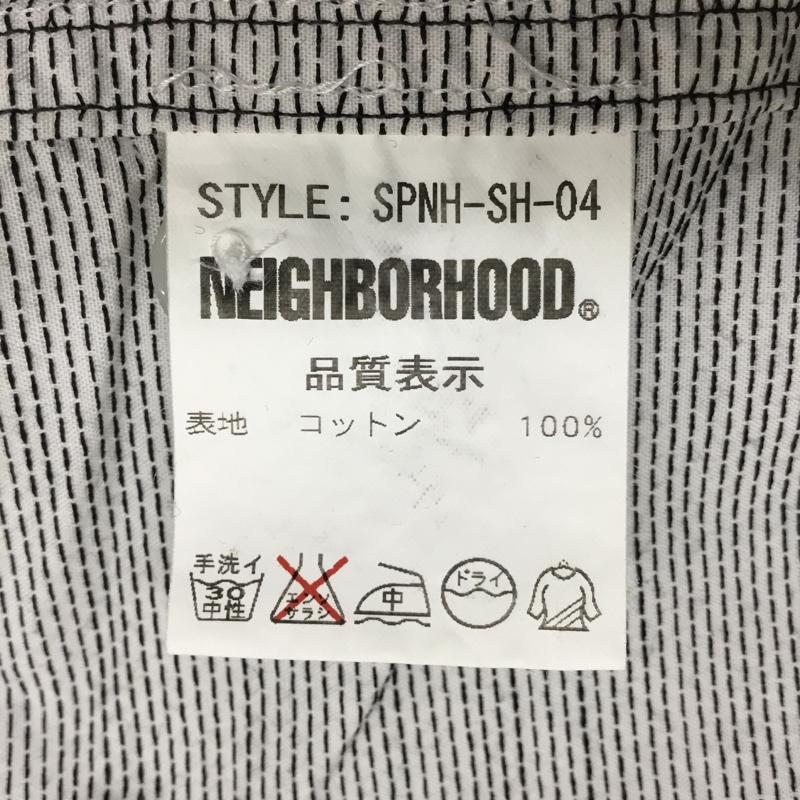 STYLE: SPNH-SH-04
NEIGHBORHOOD®
品質表示
表地 コットン 100%
手洗イ
30
中性
エンソ
サラシ
中
ドライ